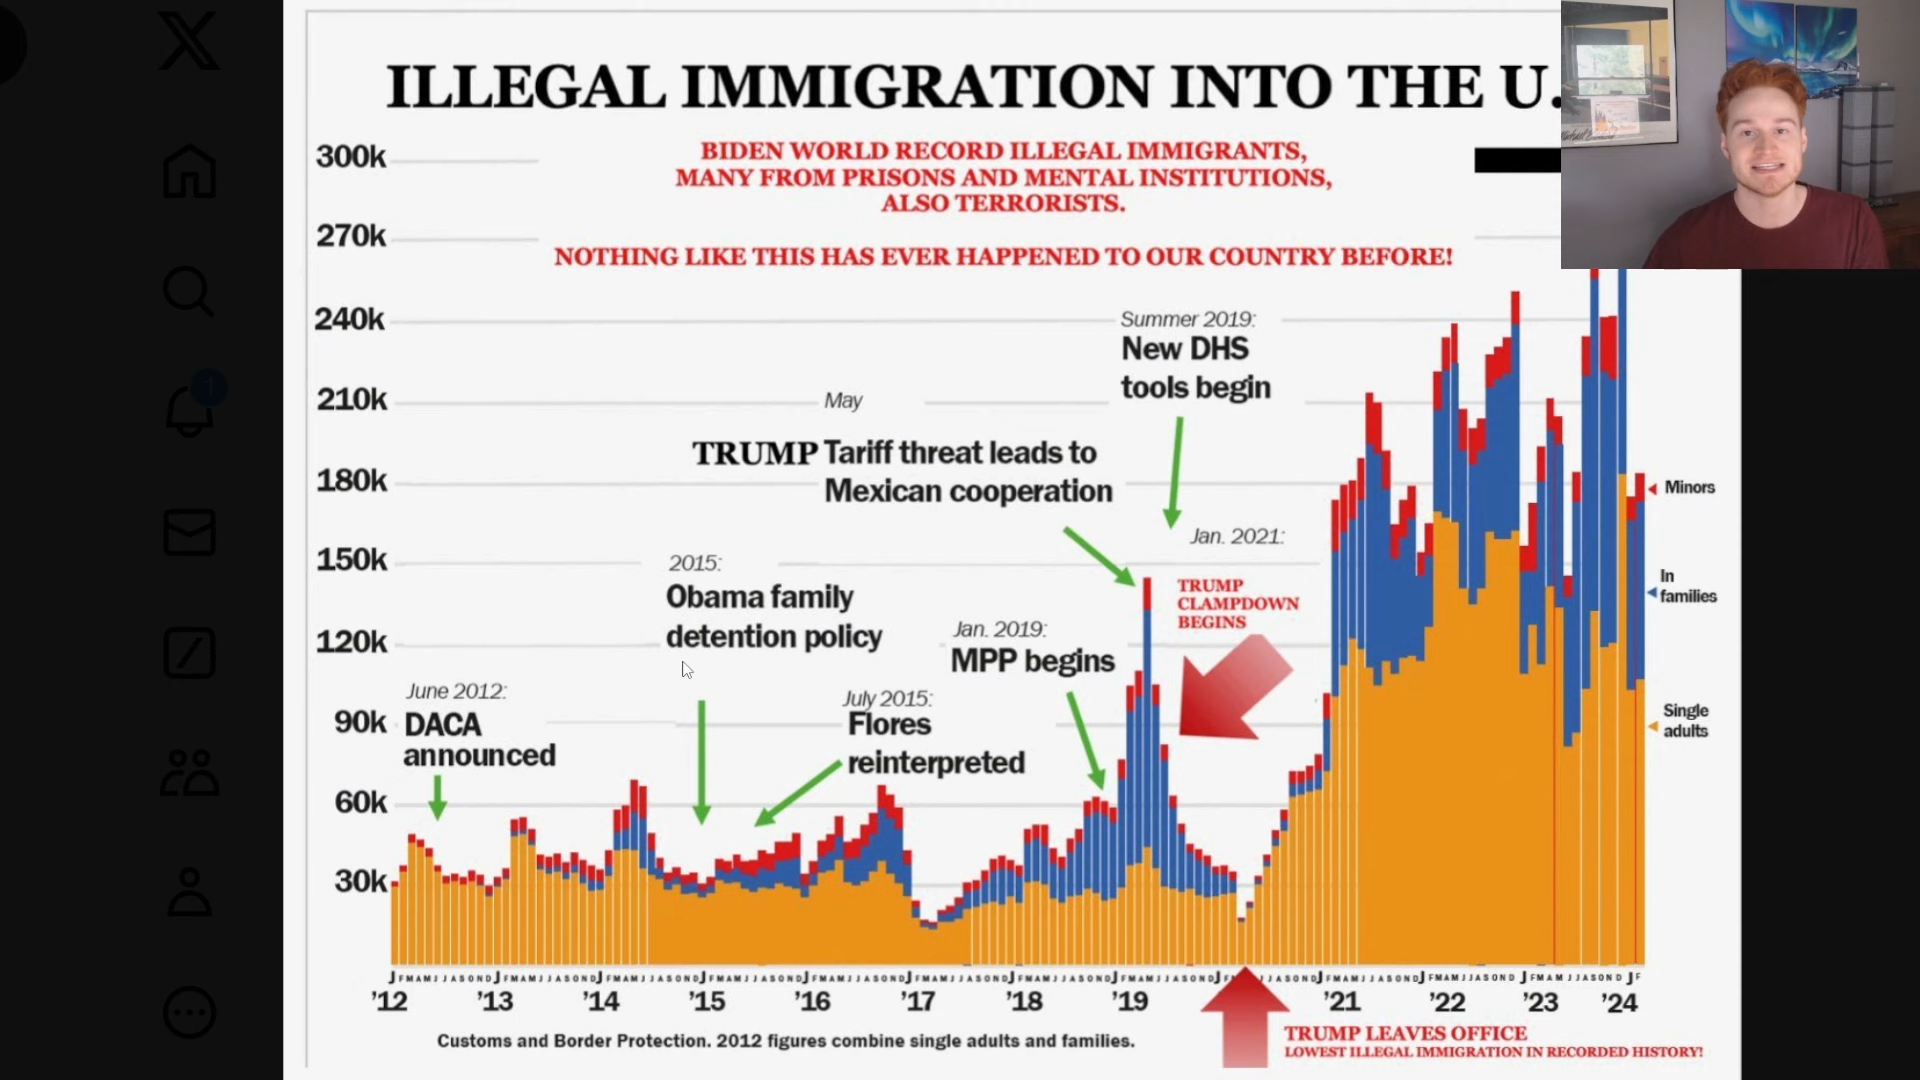 ILLEGAL IMMIGRATION INTO THE U.
BIDEN WORLD RECORD ILLEGAL IMMIGRANTS,
MANY FROM PRISONS AND MENTAL INSTITUTIONS,
ALSO TERRORISTS.
NOTHING LIKE THIS HAS EVER HAPPENED TO OUR COUNTRY BEFORE!
300k
270k
240k
210k
180k
150k
120k
90k
60k
30k
1
Summer 2019:
New DHS
tools begin
May
TRUMP Tariff threat leads to
Mexican cooperation
Jan. 2021:
TRUMP
CLAMPDOWN
BEGINS
2015:
Obama family
detention policy
Jan. 2019:
MPP begins
June 2012:
DACA
announced
July 2015:
Flores
reinterpreted
Minors
In
families
Single
adults
'12 '13 '14 '15 '16 '17 '18 '19 '21 '22 '23 '24
Customs and Border Protection. 2012 figures combine single adults and families.
TRUMP LEAVES OFFICE
LOWEST ILLEGAL IMMIGRATION IN RECORDED HISTORY!